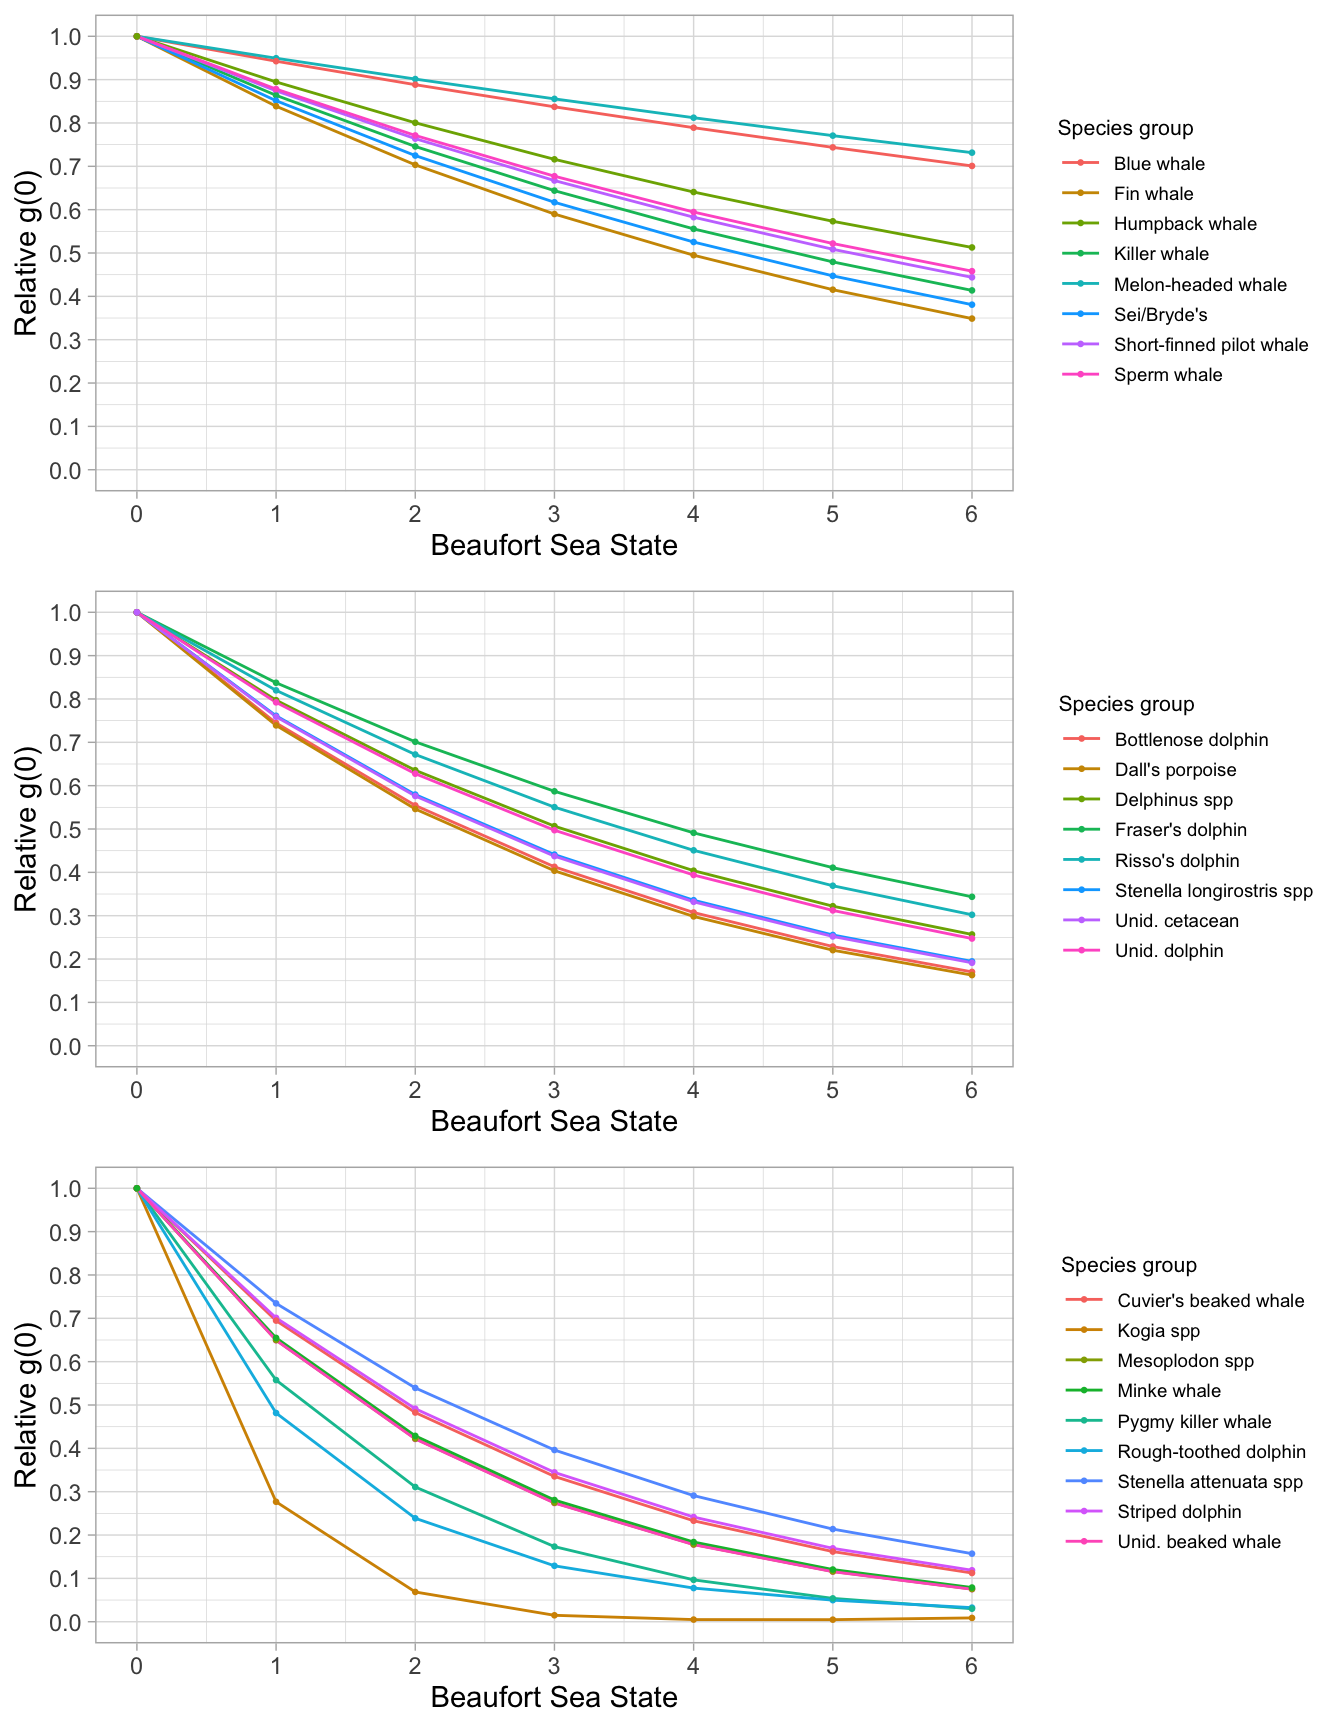 1.0
0.9
0.8
0.7
0.6
0.5
0.4
0.3
0.2
0.1
0.0
Relative g(0)
0 1 2 3 4 5 6
Beaufort Sea State
Species group
Blue whale
Fin whale
Humpback whale
Killer whale
Melon-headed whale
Sei/Bryde's
Short-finned pilot whale
Sperm whale
1.0
0.9
0.8
0.7
0.6
0.5
0.4
0.3
0.2
0.1
0.0
Relative g(0)
0 1 2 3 4 5 6
Beaufort Sea State
Species group
Bottlenose dolphin
Dall's porpoise
Delphinus spp
Fraser's dolphin
Risso's dolphin
Stenella longirostris spp
Unid. cetacean
Unid. dolphin
1.0
0.9
0.8
0.7
0.6
0.5
0.4
0.3
0.2
0.1
0.0
Relative g(0)
0 1 2 3 4 5 6
Beaufort Sea State
Species group
Cuvier's beaked whale
Kogia spp
Mesoplodon spp
Minke whale
Pygmy killer whale
Rough-toothed dolphin
Stenella attenuata spp
Striped dolphin
Unid. beaked whale